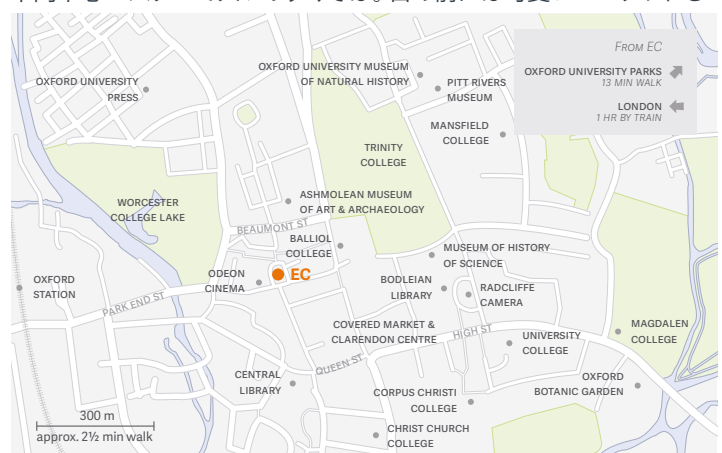 From EC
OXFORD UNIVERSITY PARKS
13 MIN WALK
LONDON
1 HR BY TRAIN
OXFORD UNIVERSITY
PRESS
OXFORD UNIVERSITY MUSEUM
OF NATURAL HISTORY
PITT RIVERS
MUSEUM
MANSFIELD
COLLEGE
TRINITY
COLLEGE
WORCESTER
COLLEGE LAKE
ASHMOLEAN MUSEUM
OF ART & ARCHAEOLOGY
BEAUMONT ST
BALLIOL
COLLEGE
MUSEUM OF HISTORY
OF SCIENCE
OXFORD
STATION
ODEON
CINEMA
EC
BODLEIAN
LIBRARY
RADCLIFFE
CAMERA
PARK END ST
COVERED MARKET &
CLARENDON CENTRE
HIGH ST
UNIVERSITY
COLLEGE
MAGDALEN
COLLEGE
QUEEN ST
CENTRAL
LIBRARY
CORPUS CHRISTI
COLLEGE
OXFORD
BOTANIC GARDEN
300 m
approx. 2½ min walk
CHRIST CHURCH
COLLEGE